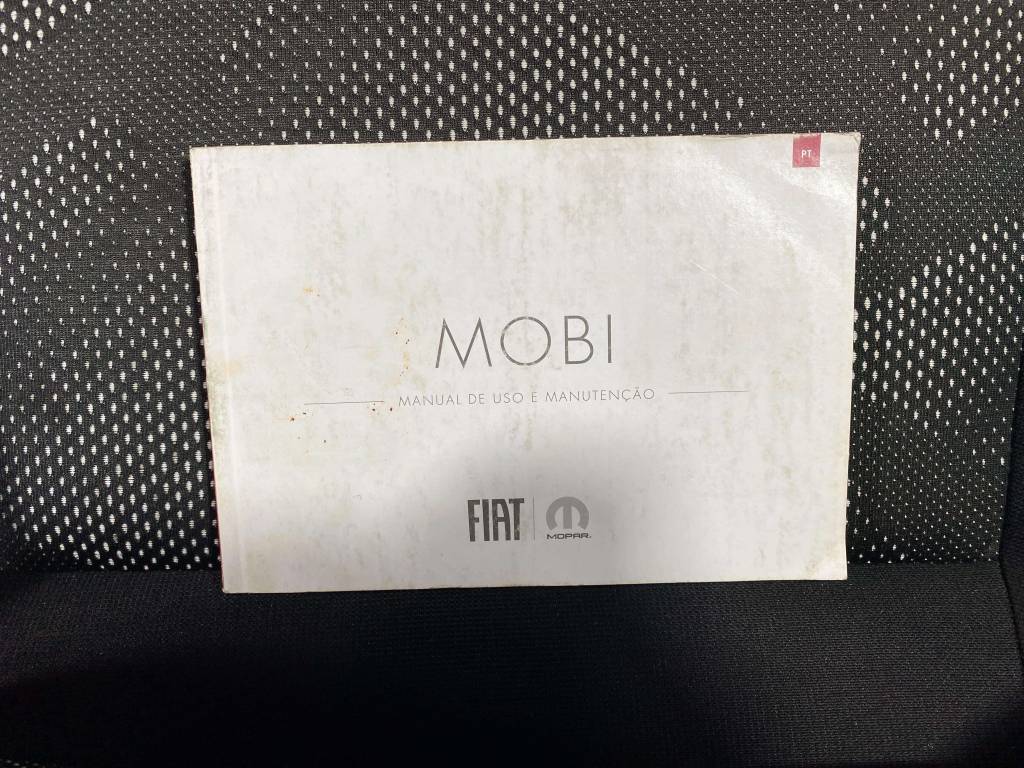 PT
MOBI
MANUAL DE USO E MANUTENÇÃO
FIAT
MOPAR.